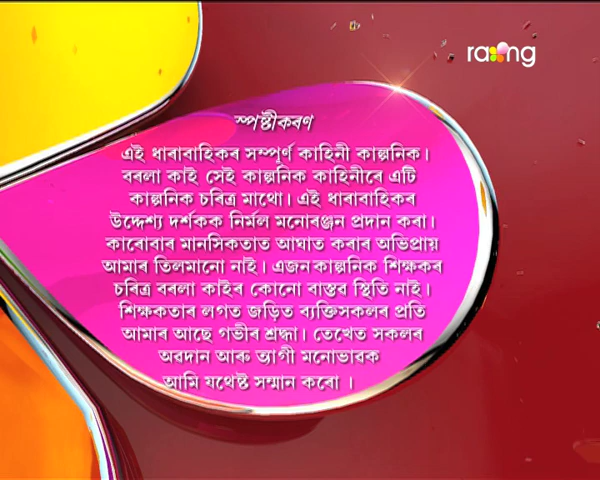 rang
স্পষ্টীকৰণ
এই ধাৰাবাহিকৰ সম্পূৰ্ণ কাহিনী কাল্পনিক।
বৰলা কাই সেই কাল্পনিক কাহিনীৰে এটি
কাল্পনিক চৰিত্ৰ মাথো। এই ধাৰাবাহিকৰ
উদ্দেশ্য দৰ্শকক নিৰ্মল মনোৰঞ্জন প্ৰদান কৰা।
কাৰোবাৰ মানসিকতাত আঘাত কৰাৰ অভিপ্ৰায়
আমাৰ তিলমানো নাই। এজন কাল্পনিক শিক্ষকৰ
চৰিত্ৰ বৰলা কাইৰ কোনো বাস্তৱ স্থিতি নাই।
শিক্ষকতাৰ লগত জড়িত ব্যক্তিসকলৰ প্ৰতি
আমাৰ আছে গভীৰ শ্ৰদ্ধা। তেখেত সকলৰ
অৱদান আৰু ত্যাগী মনোভাৱক
আমি যথেষ্ট সন্মান কৰো ।